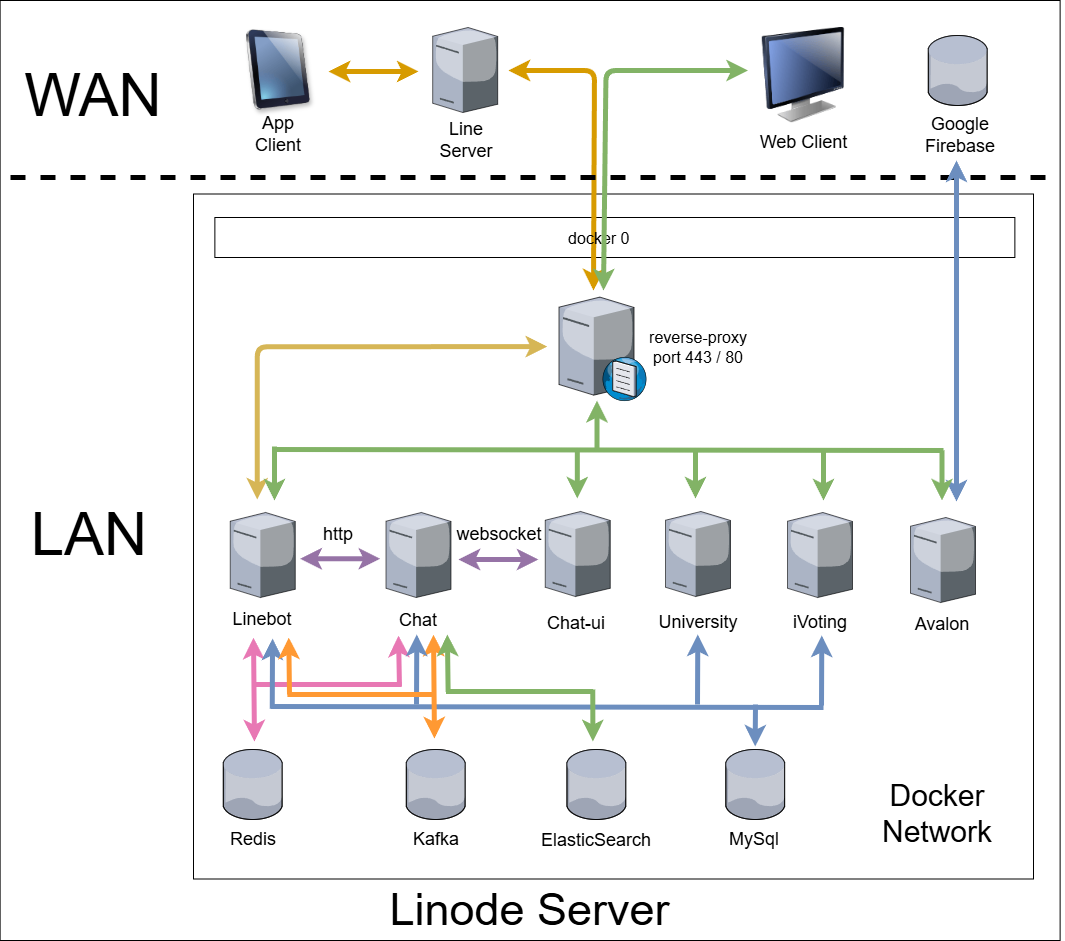 WAN
App
Client
Line
Server
Web Client
Google
Firebase
docker 0
reverse-proxy
port 443 / 80
LAN
http
websocket
Linebot
Chat
Chat-ui
University
iVoting
Avalon
Redis
Kafka
ElasticSearch
MySql
Docker
Network
Linode Server